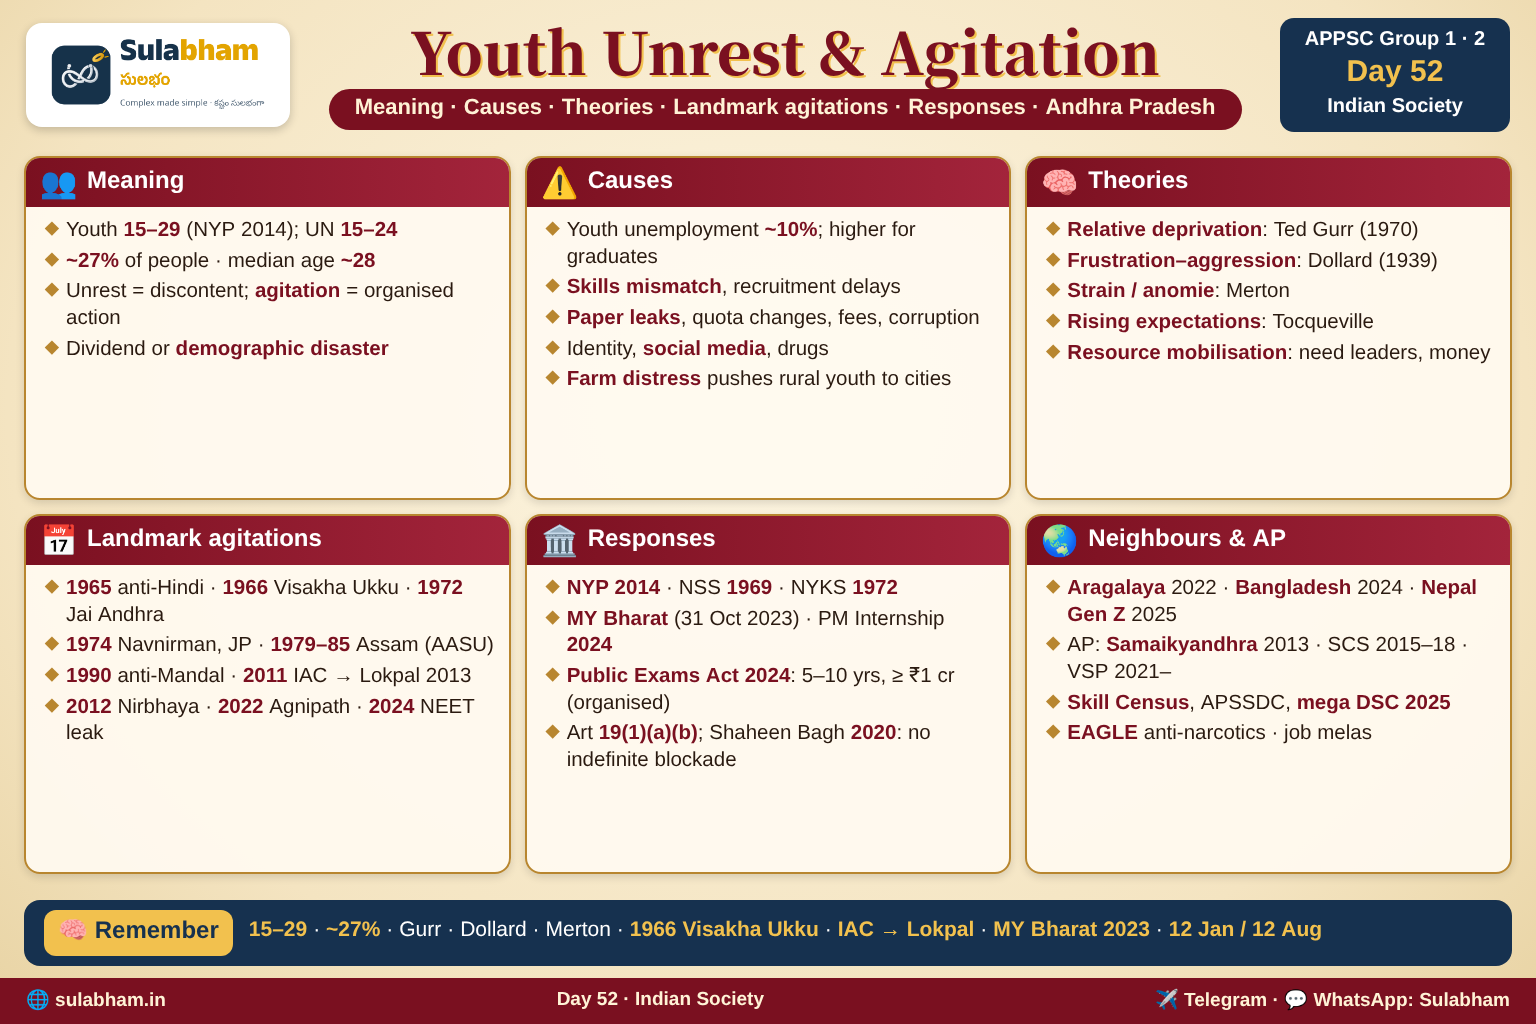 Sulabham
సులభం
Complex made simple · కష్టం సులభంగా
Youth Unrest & Agitation
Meaning · Causes · Theories · Landmark agitations · Responses · Andhra Pradesh
APPSC Group 1 · 2
Day 52
Indian Society
Meaning
Youth 15–29 (NYP 2014); UN 15–24
~27% of people · median age ~28
Unrest = discontent; agitation = organised
action
Dividend or demographic disaster
Causes
Youth unemployment ~10%; higher for
graduates
Skills mismatch, recruitment delays
Paper leaks, quota changes, fees, corruption
Identity, social media, drugs
Farm distress pushes rural youth to cities
Theories
Relative deprivation: Ted Gurr (1970)
Frustration–aggression: Dollard (1939)
Strain / anomie: Merton
Rising expectations: Tocqueville
Resource mobilisation: need leaders, money
Landmark agitations
1965 anti-Hindi · 1966 Visakha Ukku · 1972
Jai Andhra
1974 Navnirman, JP · 1979–85 Assam (AASU)
1990 anti-Mandal · 2011 IAC → Lokpal 2013
2012 Nirbhaya · 2022 Agnipath · 2024 NEET
leak
Responses
NYP 2014 · NSS 1969 · NYKS 1972
MY Bharat (31 Oct 2023) · PM Internship
2024
Public Exams Act 2024: 5–10 yrs, ≥ ₹1 cr
(organised)
Art 19(1)(a)(b); Shaheen Bagh 2020: no
indefinite blockade
Neighbours & AP
Aragalaya 2022 · Bangladesh 2024 · Nepal
Gen Z 2025
AP: Samaikyandhra 2013 · SCS 2015–18 ·
VSP 2021–
Skill Census, APSSDC, mega DSC 2025
EAGLE anti-narcotics · job melas
Remember
15–29 · ~27% · Gurr · Dollard · Merton · 1966 Visakha Ukku · IAC → Lokpal · MY Bharat 2023 · 12 Jan / 12 Aug
sulabham.in
Day 52 · Indian Society
Telegram · WhatsApp: Sulabham